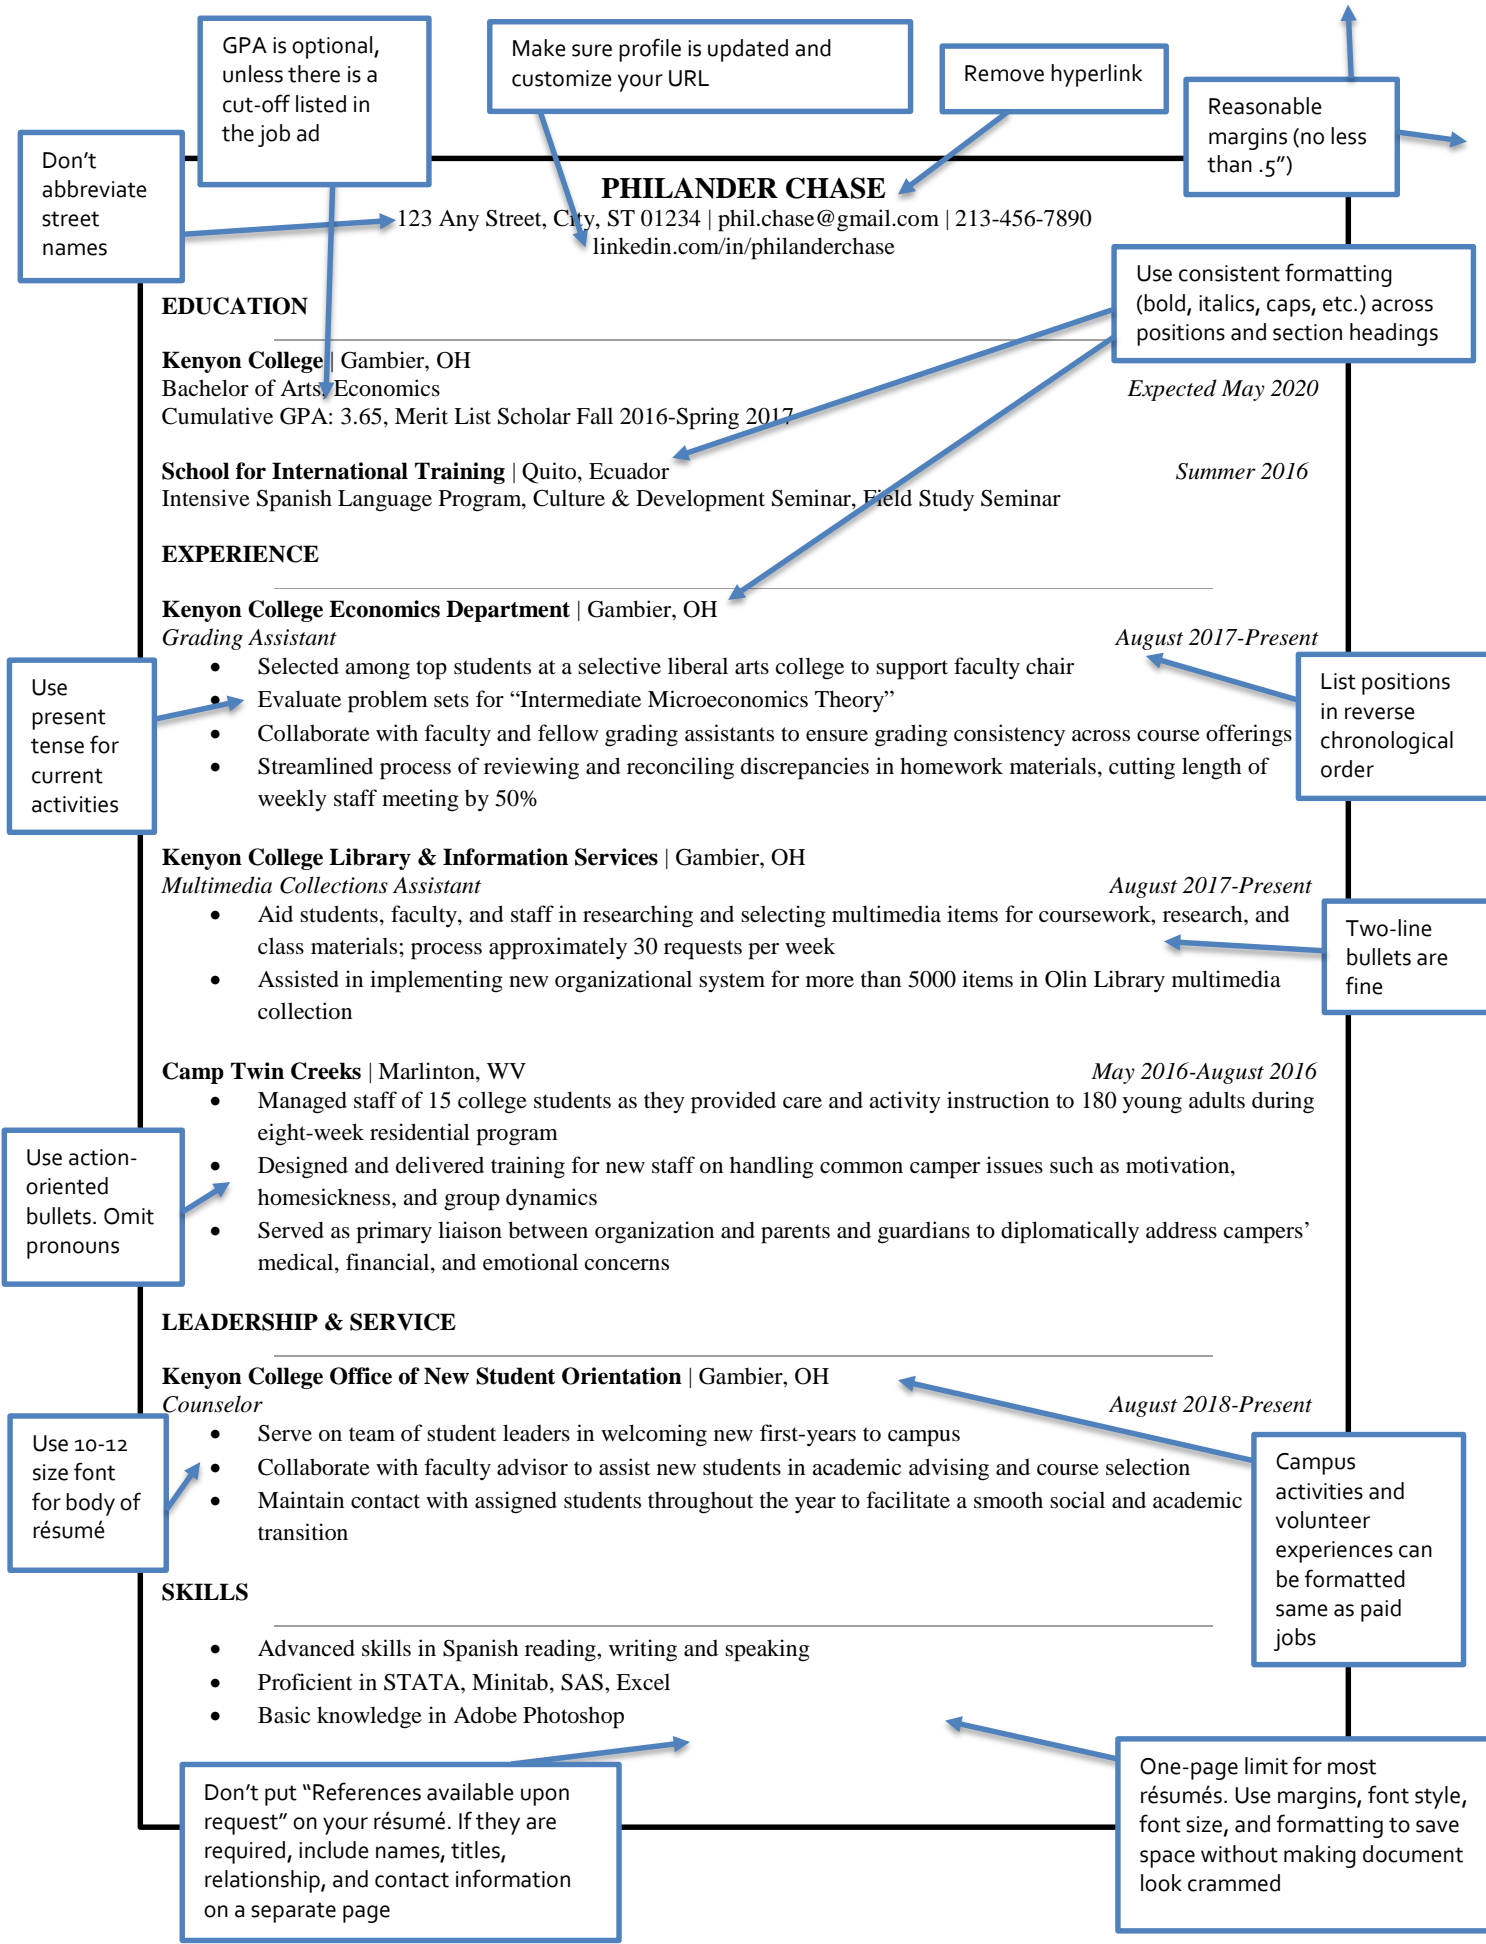 GPA is optional,
unless there is a
cut-off listed in
the job ad
Make sure profile is updated and
customize your URL
Remove hyperlink
Reasonable
margins (no less
than .5”)
Don’t
abbreviate
street
names
PHILANDER CHASE
123 Any Street, City, ST 01234 | phil.chase@gmail.com | 213-456-7890
linkedin.com/in/philanderchase
Use consistent formatting
(bold, italics, caps, etc.) across
positions and section headings
EDUCATION
Kenyon College | Gambier, OH
Bachelor of Arts, Economics Expected May 2020
Cumulative GPA: 3.65, Merit List Scholar Fall 2016-Spring 2017
School for International Training | Quito, Ecuador Summer 2016
Intensive Spanish Language Program, Culture & Development Seminar, Field Study Seminar
EXPERIENCE
Kenyon College Economics Department | Gambier, OH
Grading Assistant August 2017-Present
• Selected among top students at a selective liberal arts college to support faculty chair
• Evaluate problem sets for “Intermediate Microeconomics Theory”
• Collaborate with faculty and fellow grading assistants to ensure grading consistency across course offerings
• Streamlined process of reviewing and reconciling discrepancies in homework materials, cutting length of
weekly staff meeting by 50%
Use
present
tense for
current
activities
List positions
in reverse
chronological
order
Kenyon College Library & Information Services | Gambier, OH
Multimedia Collections Assistant August 2017-Present
• Aid students, faculty, and staff in researching and selecting multimedia items for coursework, research, and
class materials; process approximately 30 requests per week
• Assisted in implementing new organizational system for more than 5000 items in Olin Library multimedia
collection
Two-line
bullets are
fine
Camp Twin Creeks | Marlinton, WV May 2016-August 2016
• Managed staff of 15 college students as they provided care and activity instruction to 180 young adults during
eight-week residential program
• Designed and delivered training for new staff on handling common camper issues such as motivation,
homesickness, and group dynamics
• Served as primary liaison between organization and parents and guardians to diplomatically address campers’
medical, financial, and emotional concerns
Use action-
oriented
bullets. Omit
pronouns
LEADERSHIP & SERVICE
Kenyon College Office of New Student Orientation | Gambier, OH
Counselor August 2018-Present
• Serve on team of student leaders in welcoming new first-years to campus
• Collaborate with faculty advisor to assist new students in academic advising and course selection
• Maintain contact with assigned students throughout the year to facilitate a smooth social and academic
transition
Use 10-12
size font
for body of
résumé
Campus
activities and
volunteer
experiences can
be formatted
same as paid
jobs
SKILLS
• Advanced skills in Spanish reading, writing and speaking
• Proficient in STATA, Minitab, SAS, Excel
• Basic knowledge in Adobe Photoshop
Don’t put “References available upon
request” on your résumé. If they are
required, include names, titles,
relationship, and contact information
on a separate page
One-page limit for most
résumés. Use margins, font style,
font size, and formatting to save
space without making document
look crammed